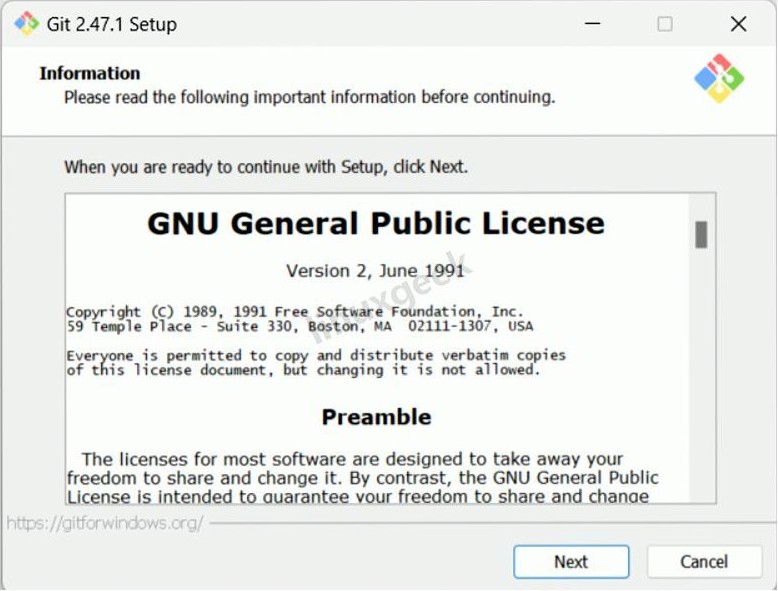 Git 2.47.1 Setup
Information
Please read the following important information before continuing.
When you are ready to continue with Setup, click Next.
GNU General Public License
Version 2, June 1991
linuxgeek
Copyright (C) 1989, 1991 Free Software Foundation, Inc.
59 Temple Place - Suite 330, Boston, MA  02111-1307, USA
Everyone is permitted to copy and distribute verbatim copies
of this license document, but changing it is not allowed.
Preamble
The licenses for most software are designed to take away your
freedom to share and change it. By contrast, the GNU General Public
License is intended to guarantee your freedom to share and change
https://gitforwindows.org/
Next
Cancel